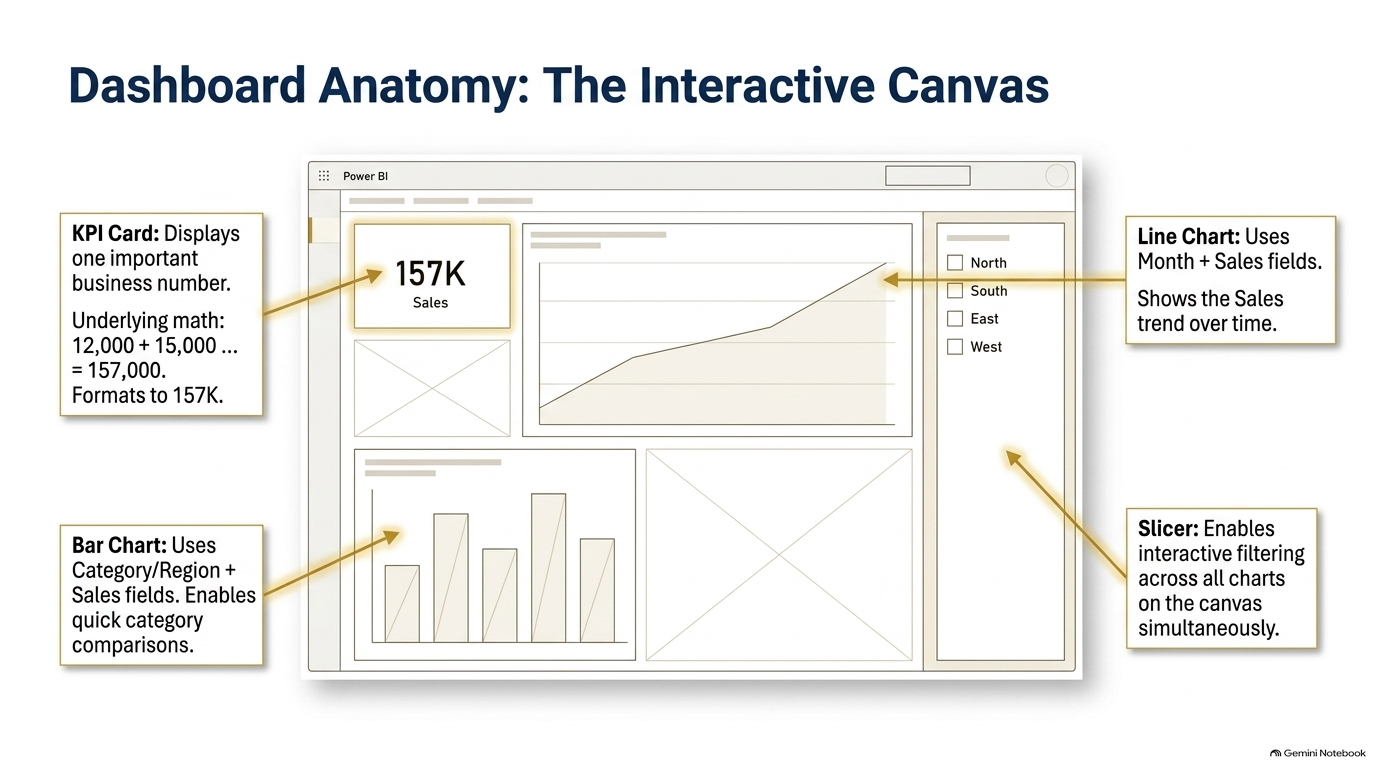 Dashboard Anatomy: The Interactive Canvas
Power BI
KPI Card: Displays
one important
business number.
Underlying math:
12,000 + 15,000 ...
= 157,000.
Formats to 157K.
157K
Sales
North
South
East
West
Line Chart: Uses
Month + Sales fields.
Shows the Sales
trend over time.
Bar Chart: Uses
Category/Region +
Sales fields. Enables
quick category
comparisons.
Slicer: Enables
interactive filtering
across all charts
on the canvas
simultaneously.
Gemini Notebook